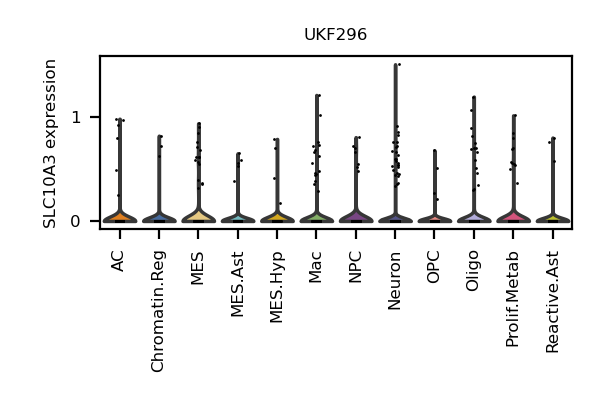 UKF296
SLC10A3 expression
1
0
AC
Chromatin.Reg
MES
MES.Ast
MES.Hyp
Mac
NPC
Neuron
OPC
Oligo
Prolif.Metab
Reactive.Ast